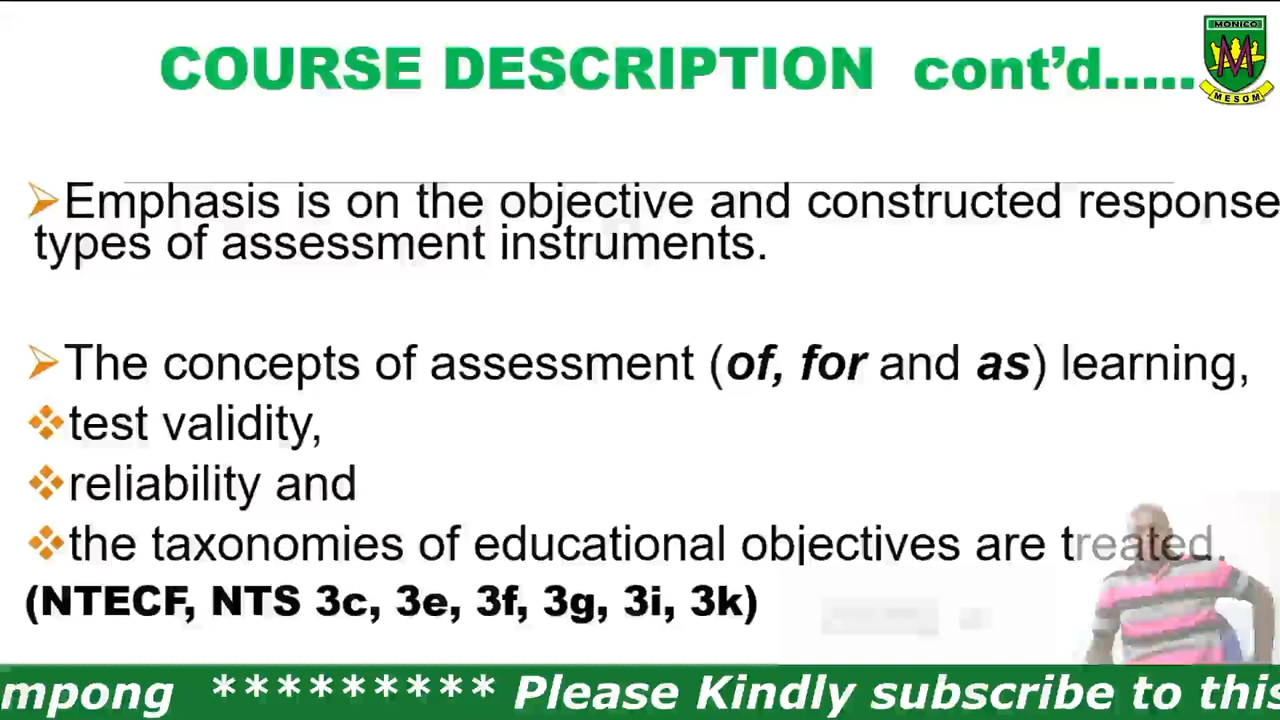 COURSE DESCRIPTION cont’d.....
MONICO
M
MESOM
➢Emphasis is on the objective and constructed response
types of assessment instruments.
➢The concepts of assessment (of, for and as) learning,
❖test validity,
❖reliability and
❖the taxonomies of educational objectives are treated.
(NTECF, NTS 3c, 3e, 3f, 3g, 3i, 3k)
mpong ********* Please Kindly subscribe to this